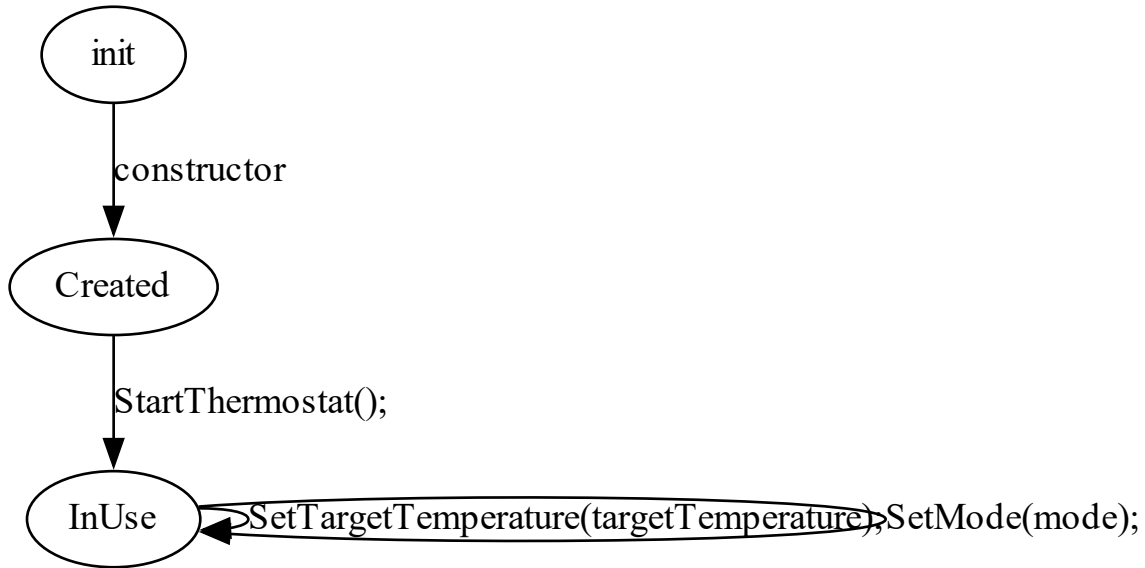 init
constructor
Created
StartThermostat();
InUse
SetTargetTemperature(targetTemperature);
SetMode(mode);